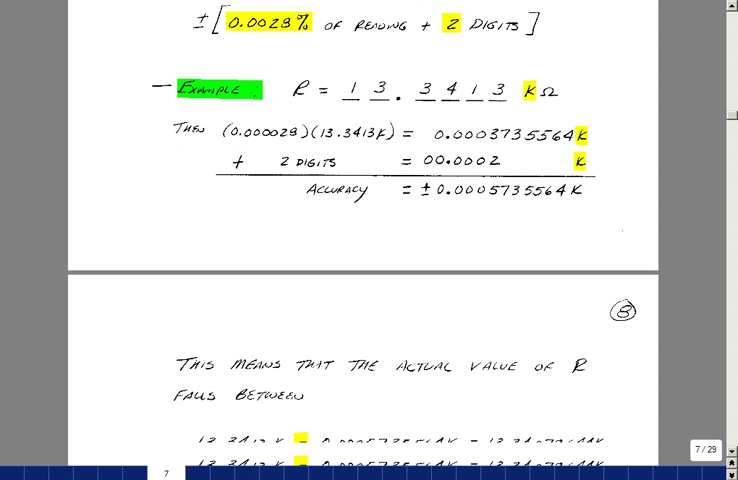 ± [ 0.0028% OF READING + 2 DIGITS ]
— EXAMPLE: R = 1 3 . 3 4 1 3 K Ω
THEN (0.000028)(13.3413K) = 0.0003735564K
+ 2 DIGITS = 00.0002 K
ACCURACY = ± 0.0005735564K
8
THIS MEANS THAT THE ACTUAL VALUE OF R
FALLS BETWEEN
7 / 29
7